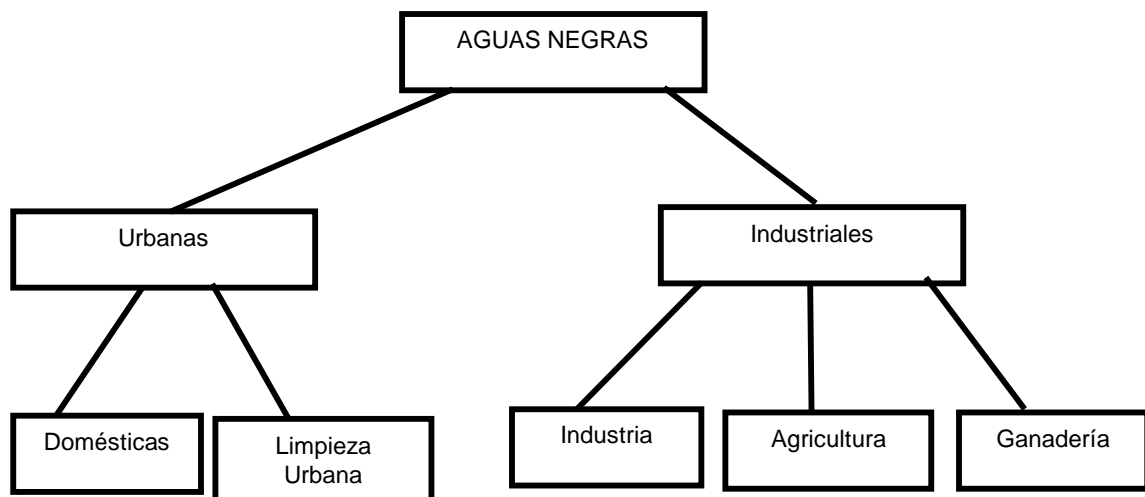 AGUAS NEGRAS
Urbanas
Industriales
Domésticas
Limpieza
Urbana
Industria
Agricultura
Ganadería